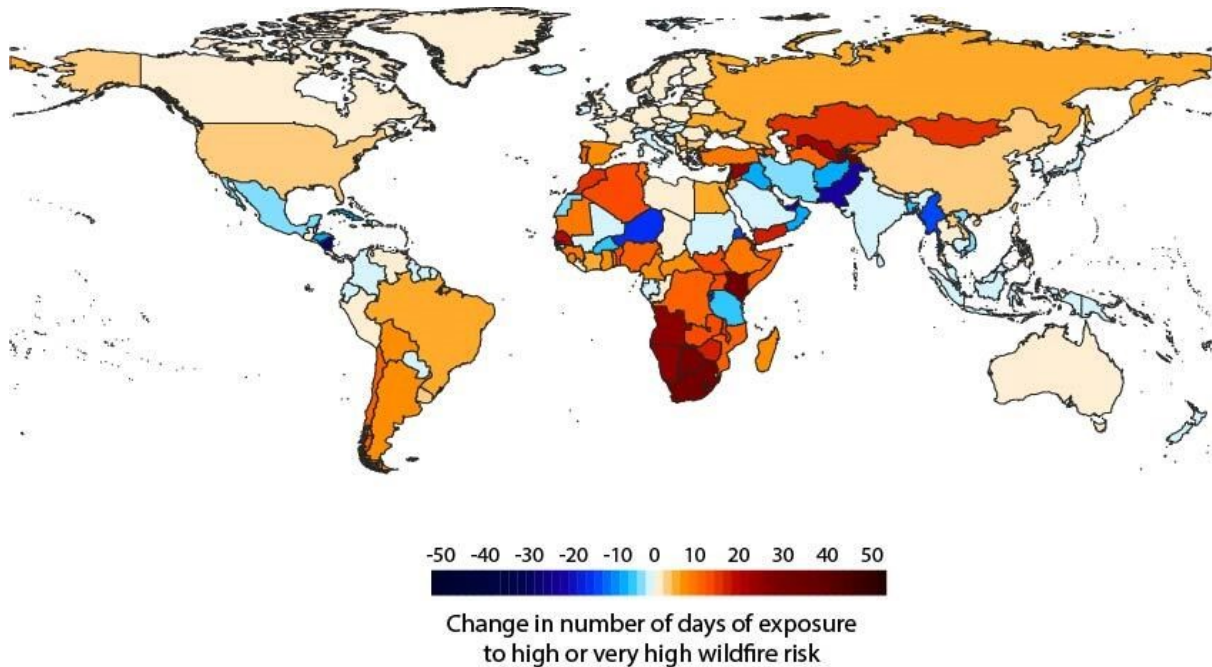 -50 -40 -30 -20 -10 0 10 20 30 40 50
Change in number of days of exposure
to high or very high wildfire risk